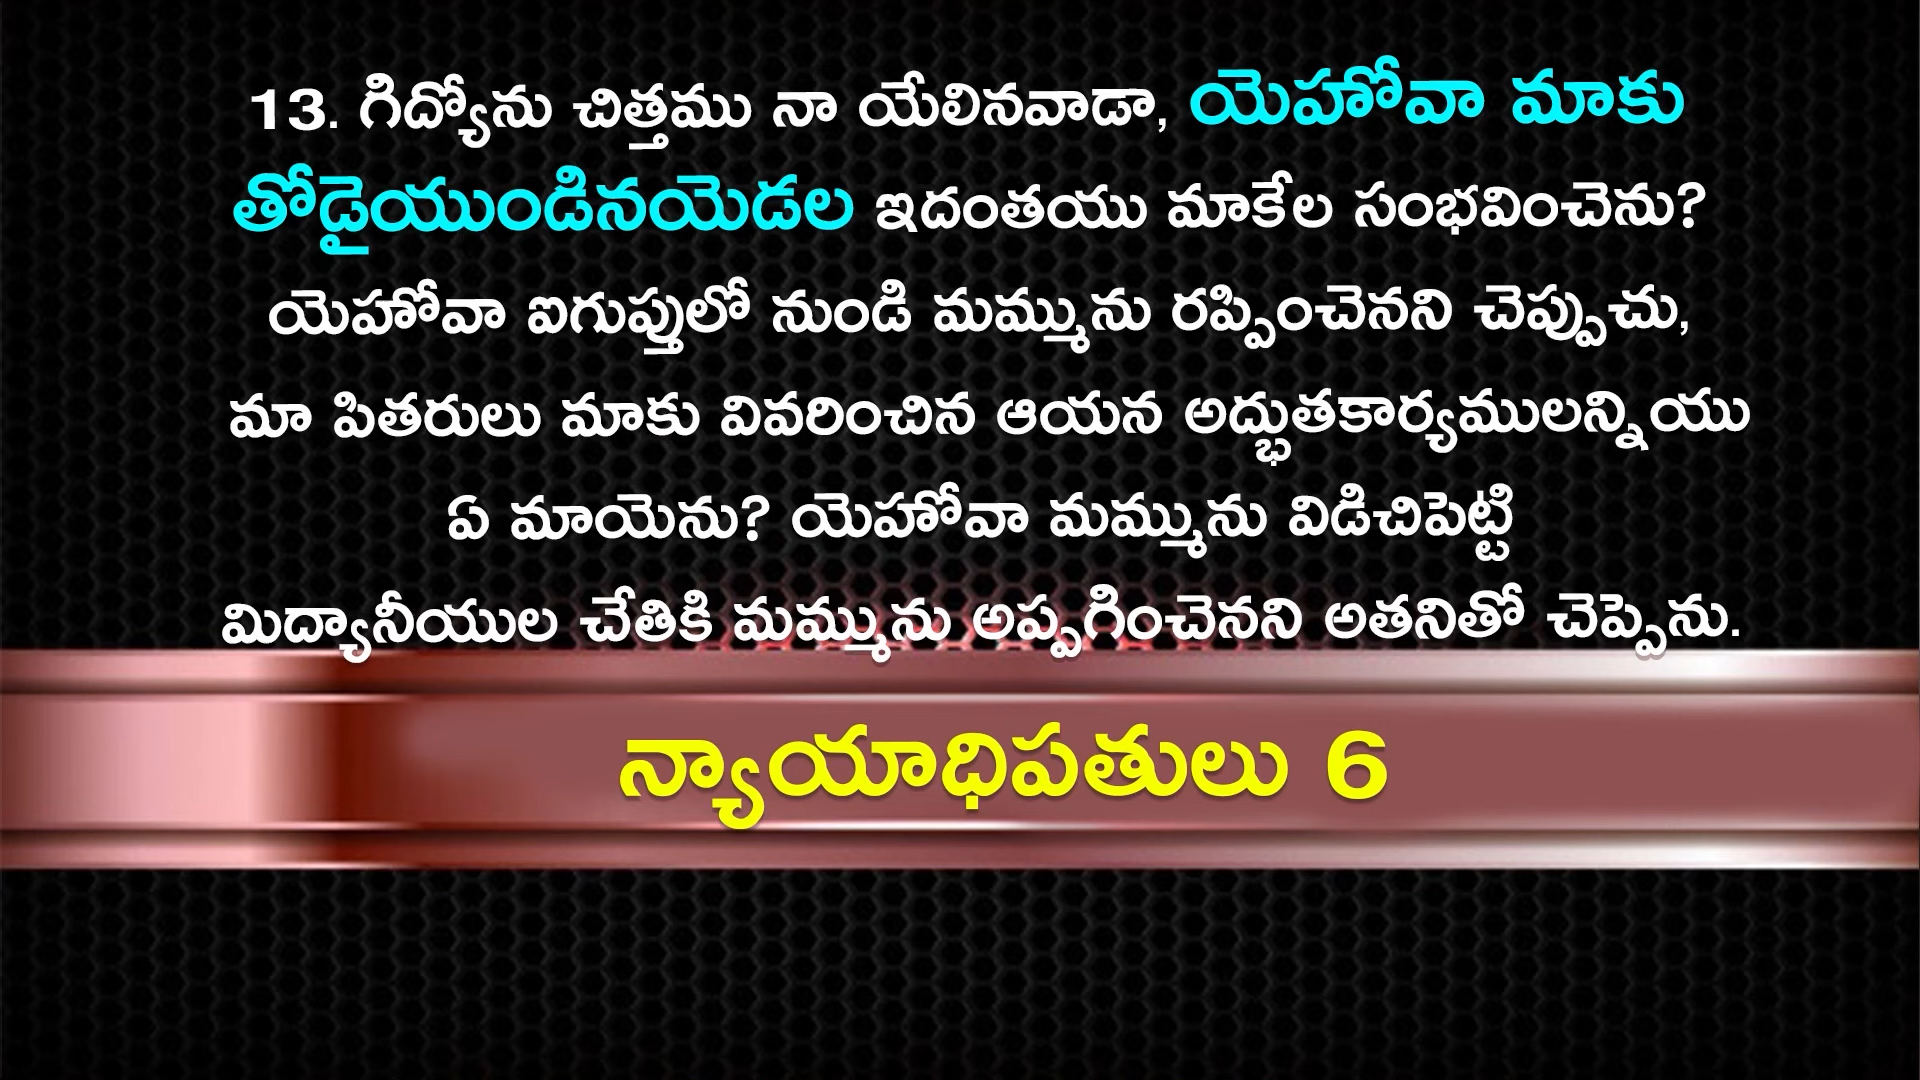 13. గిద్యోను చిత్తము నా యేలినవాడా, యెహోవా మాకు
తోడైయుండినయెడల ఇదంతయు మాకేల సంభవించెను?
యెహోవా ఐగుప్తులో నుండి మమ్మును రప్పించెనని చెప్పుచు,
మా పితరులు మాకు వివరించిన ఆయన అద్భుతకార్యములన్నియు
ఏ మాయెను? యెహోవా మమ్మును విడిచిపెట్టి
మిద్యానీయుల చేతికి మమ్మును అప్పగించెనని అతనితో చెప్పెను.
న్యాయాధిపతులు 6